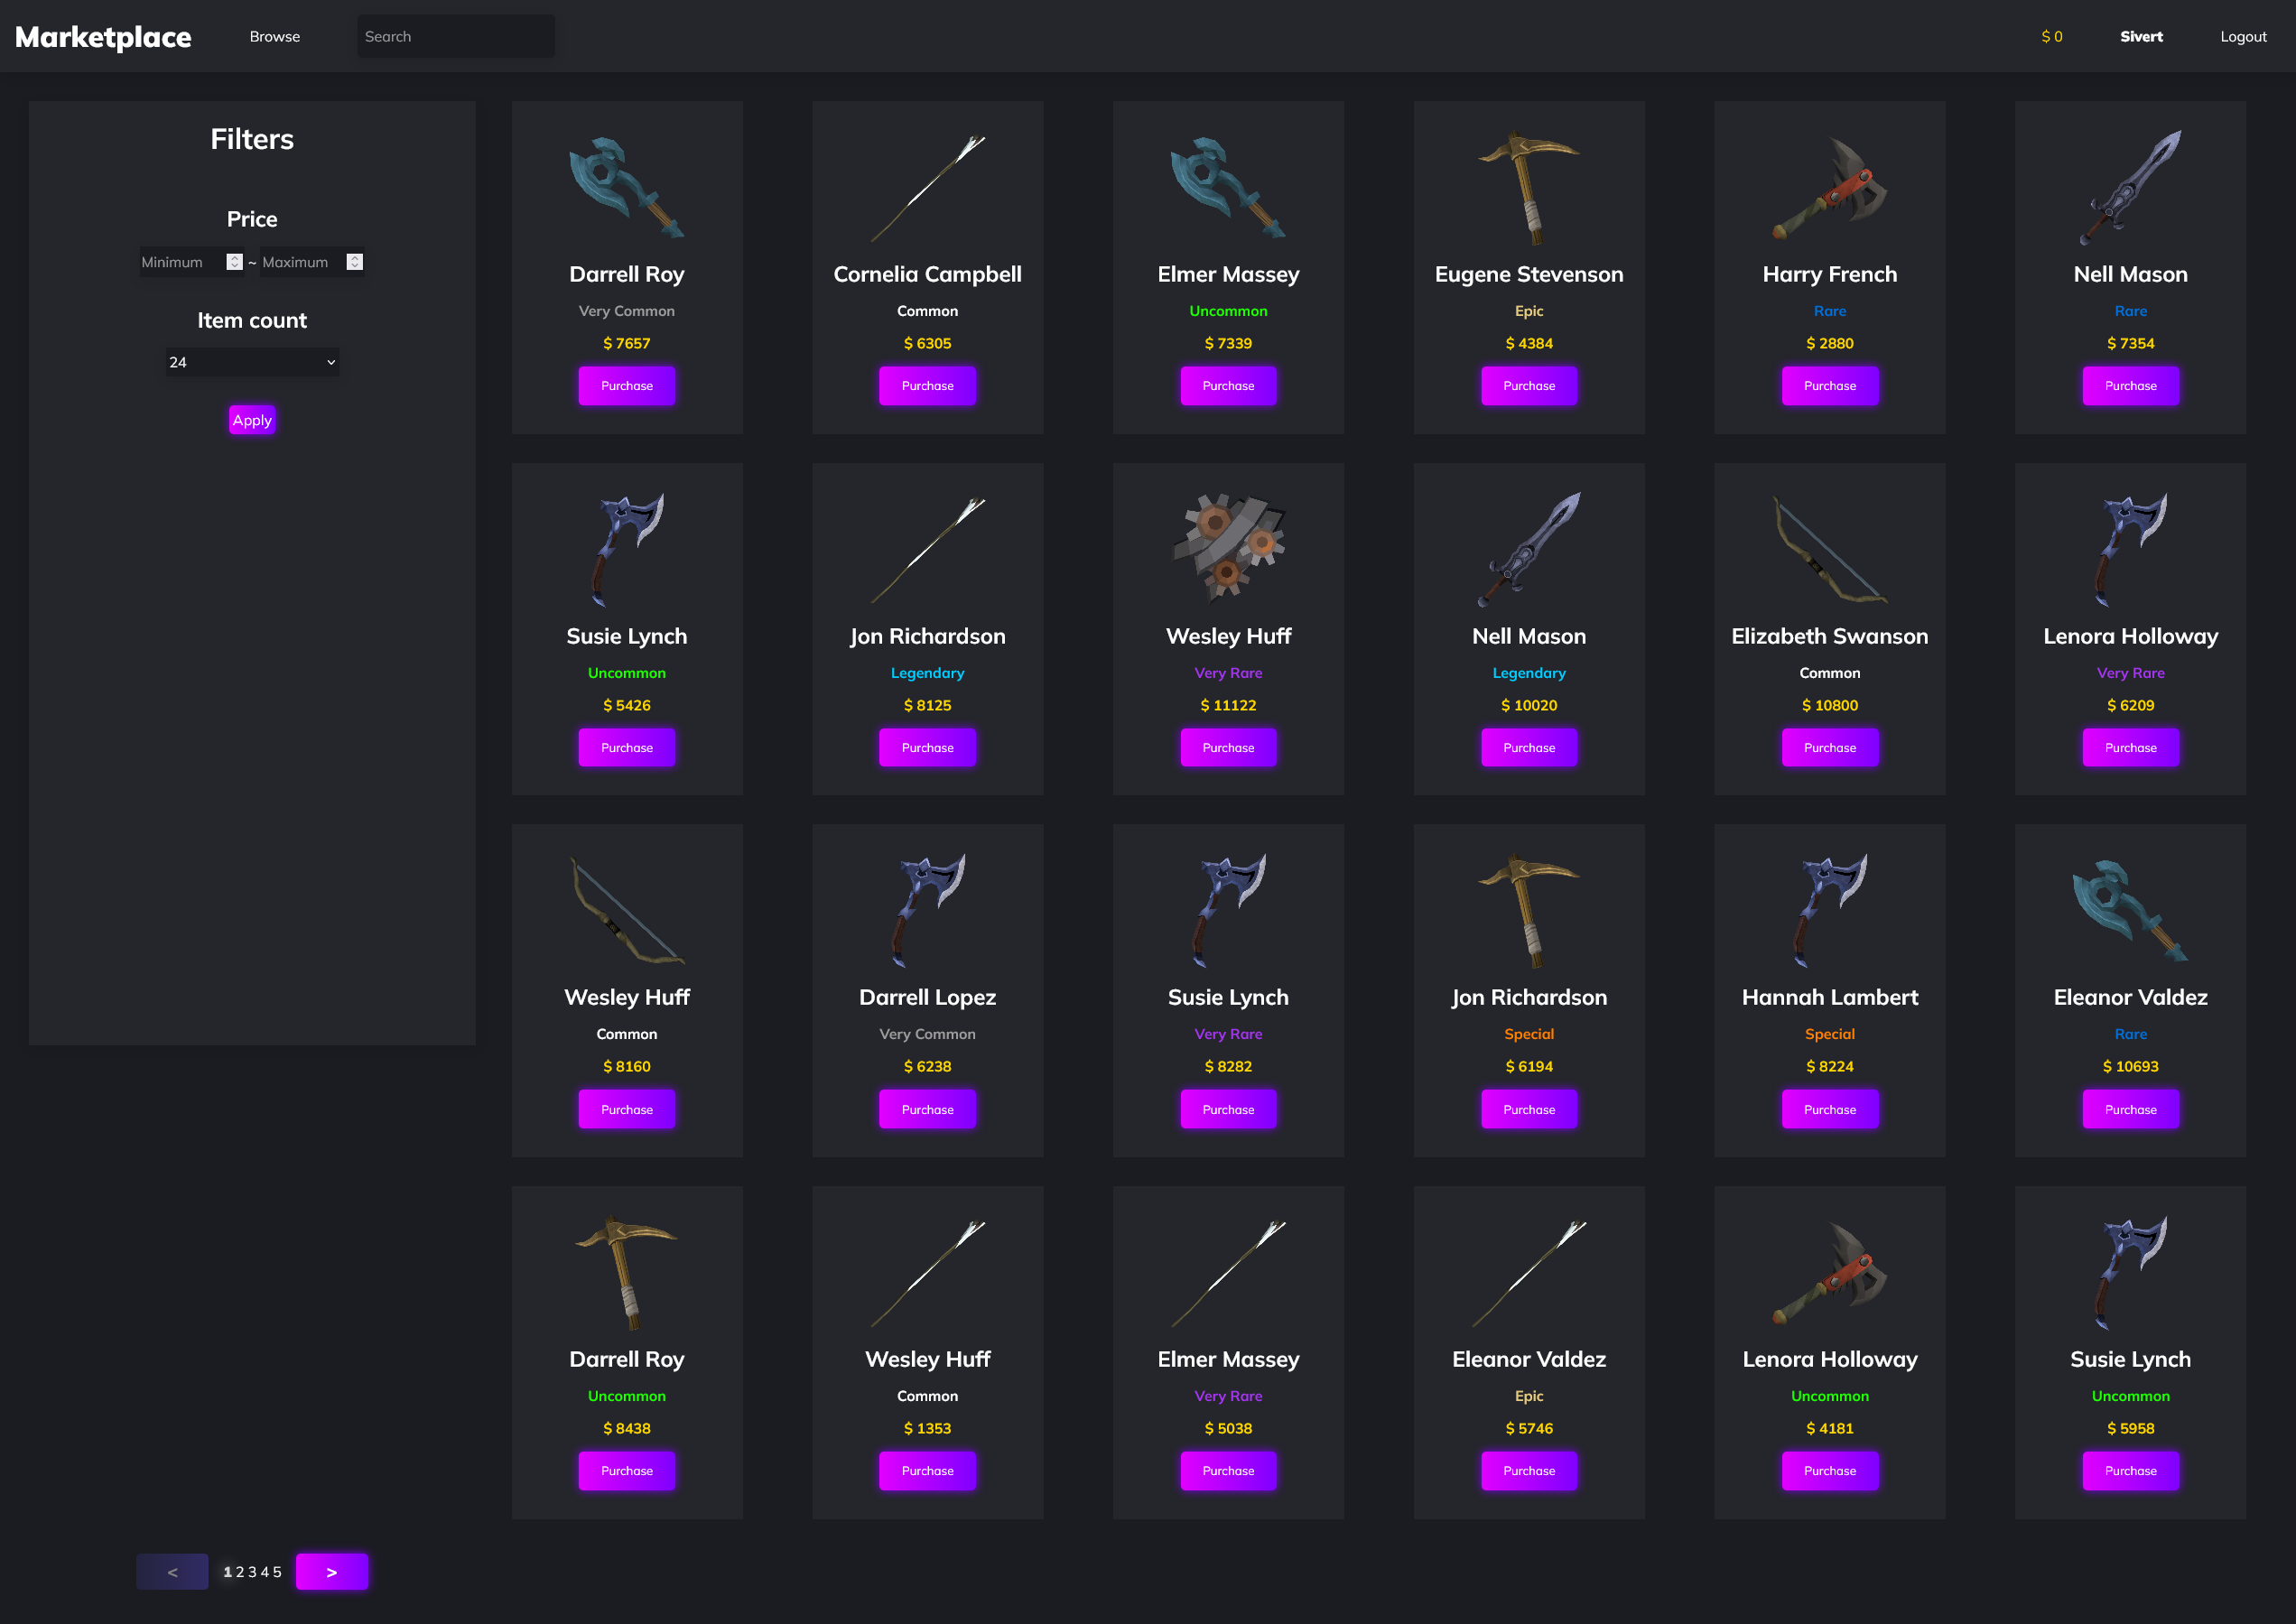 Marketplace
Browse
Search
$ 0
Sivert
Logout
Filters
Price
Minimum ~ Maximum
Item count
24
Apply
Darrell Roy
Very Common
$ 7657
Purchase
Cornelia Campbell
Common
$ 6305
Purchase
Elmer Massey
Uncommon
$ 7339
Purchase
Eugene Stevenson
Epic
$ 4384
Purchase
Harry French
Rare
$ 2880
Purchase
Nell Mason
Rare
$ 7354
Purchase
Susie Lynch
Uncommon
$ 5426
Purchase
Jon Richardson
Legendary
$ 8125
Purchase
Wesley Huff
Very Rare
$ 11122
Purchase
Nell Mason
Legendary
$ 10020
Purchase
Elizabeth Swanson
Common
$ 10800
Purchase
Lenora Holloway
Very Rare
$ 6209
Purchase
Wesley Huff
Common
$ 8160
Purchase
Darrell Lopez
Very Common
$ 6238
Purchase
Susie Lynch
Very Rare
$ 8282
Purchase
Jon Richardson
Special
$ 6194
Purchase
Hannah Lambert
Special
$ 8224
Purchase
Eleanor Valdez
Rare
$ 10693
Purchase
Darrell Roy
Uncommon
$ 8438
Purchase
Wesley Huff
Common
$ 1353
Purchase
Elmer Massey
Very Rare
$ 5038
Purchase
Eleanor Valdez
Epic
$ 5746
Purchase
Lenora Holloway
Uncommon
$ 4181
Purchase
Susie Lynch
Uncommon
$ 5958
Purchase
< 1 2 3 4 5 >